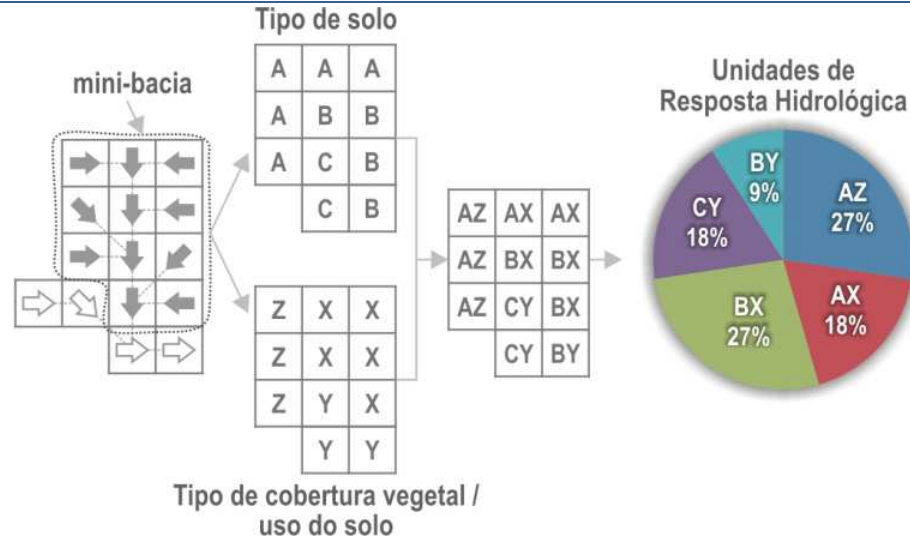 Tipo de solo
A A A
A B B
A C B
C B
mini-bacia
Z X X
Z X X
Z Y X
Y Y
Tipo de cobertura vegetal /
uso do solo
AZ AX AX
AZ BX BX
AZ CY BX
CY BY
Unidades de
Resposta Hidrológica
BY
9%
AZ
27%
CY
18%
BX
27%
AX
18%